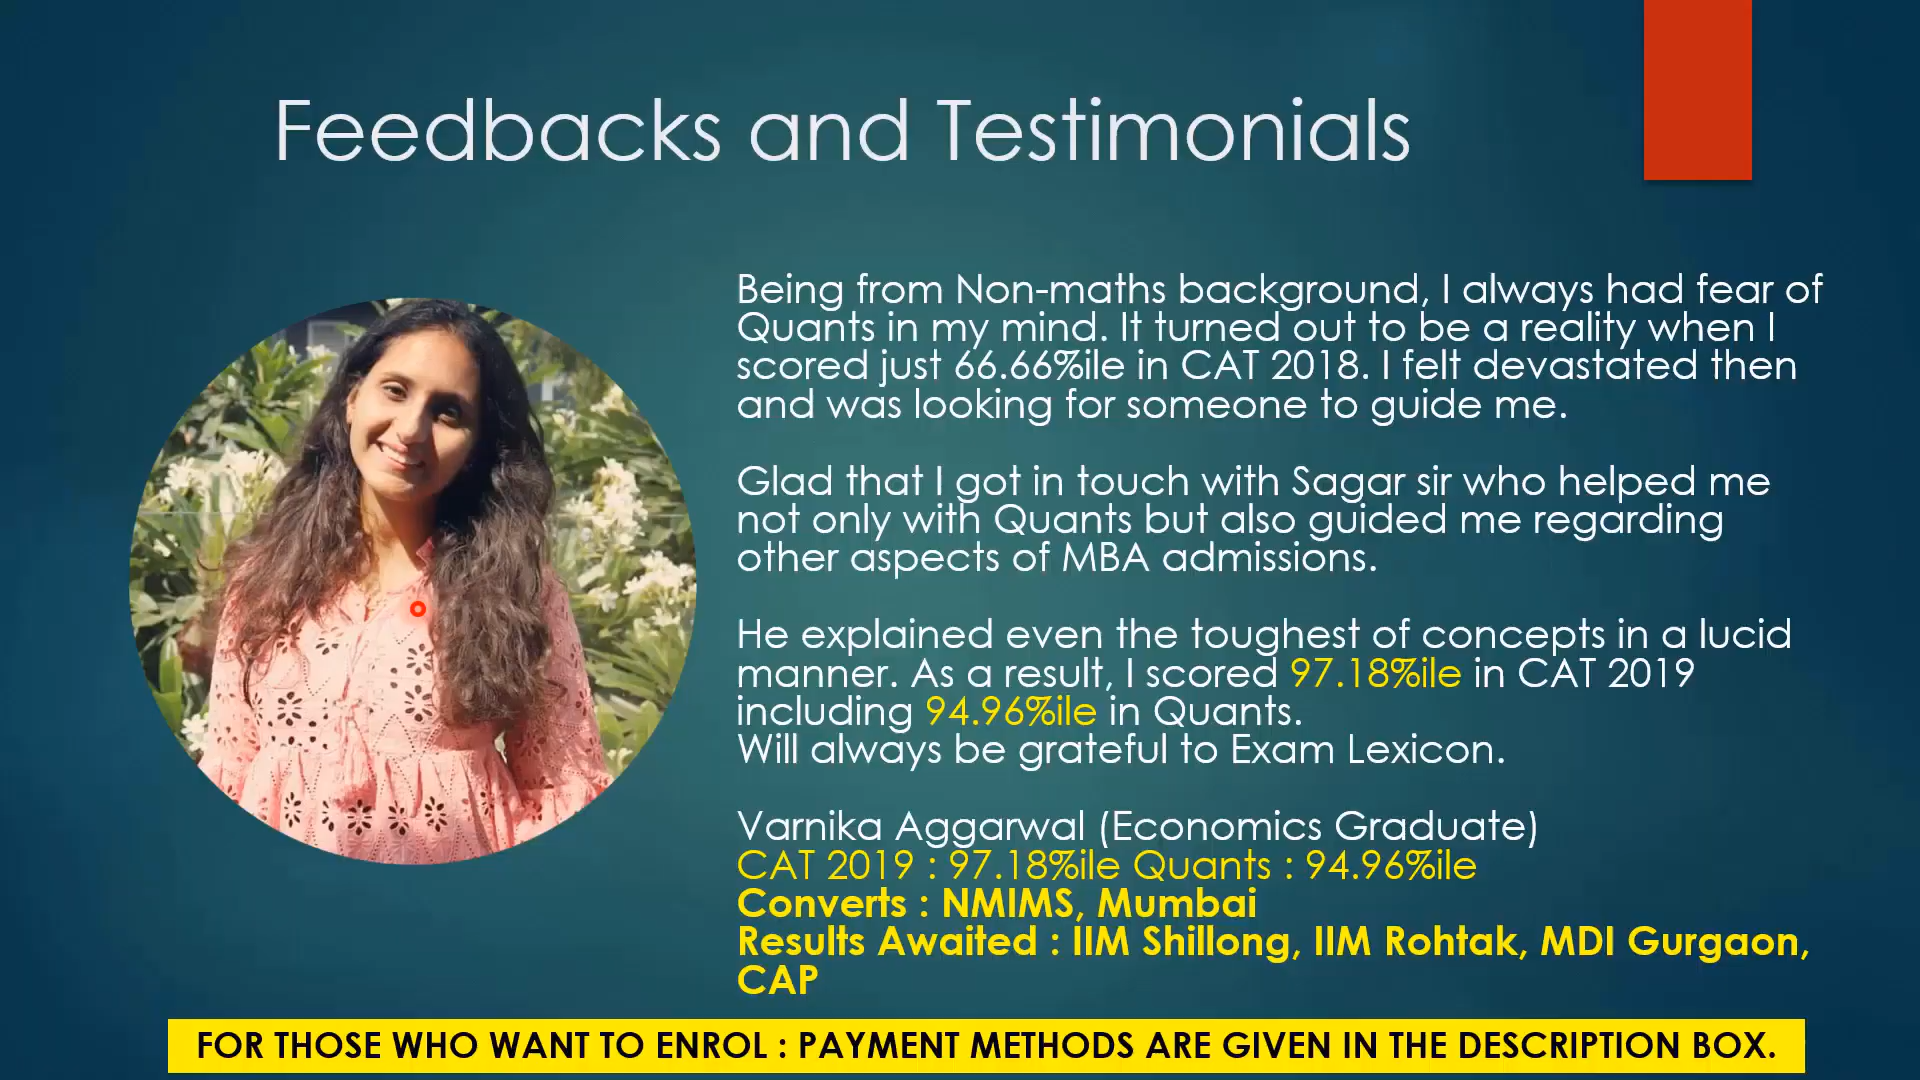 Feedbacks and Testimonials
Being from Non-maths background, I always had fear of
Quants in my mind. It turned out to be a reality when I
scored just 66.66%ile in CAT 2018. I felt devastated then
and was looking for someone to guide me.
Glad that I got in touch with Sagar sir who helped me
not only with Quants but also guided me regarding
other aspects of MBA admissions.
He explained even the toughest of concepts in a lucid
manner. As a result, I scored 97.18%ile in CAT 2019
including 94.96%ile in Quants.
Will always be grateful to Exam Lexicon.
Varnika Aggarwal (Economics Graduate)
CAT 2019 : 97.18%ile Quants : 94.96%ile
Converts : NMIMS, Mumbai
Results Awaited : IIM Shillong, IIM Rohtak, MDI Gurgaon,
CAP
FOR THOSE WHO WANT TO ENROL : PAYMENT METHODS ARE GIVEN IN THE DESCRIPTION BOX.